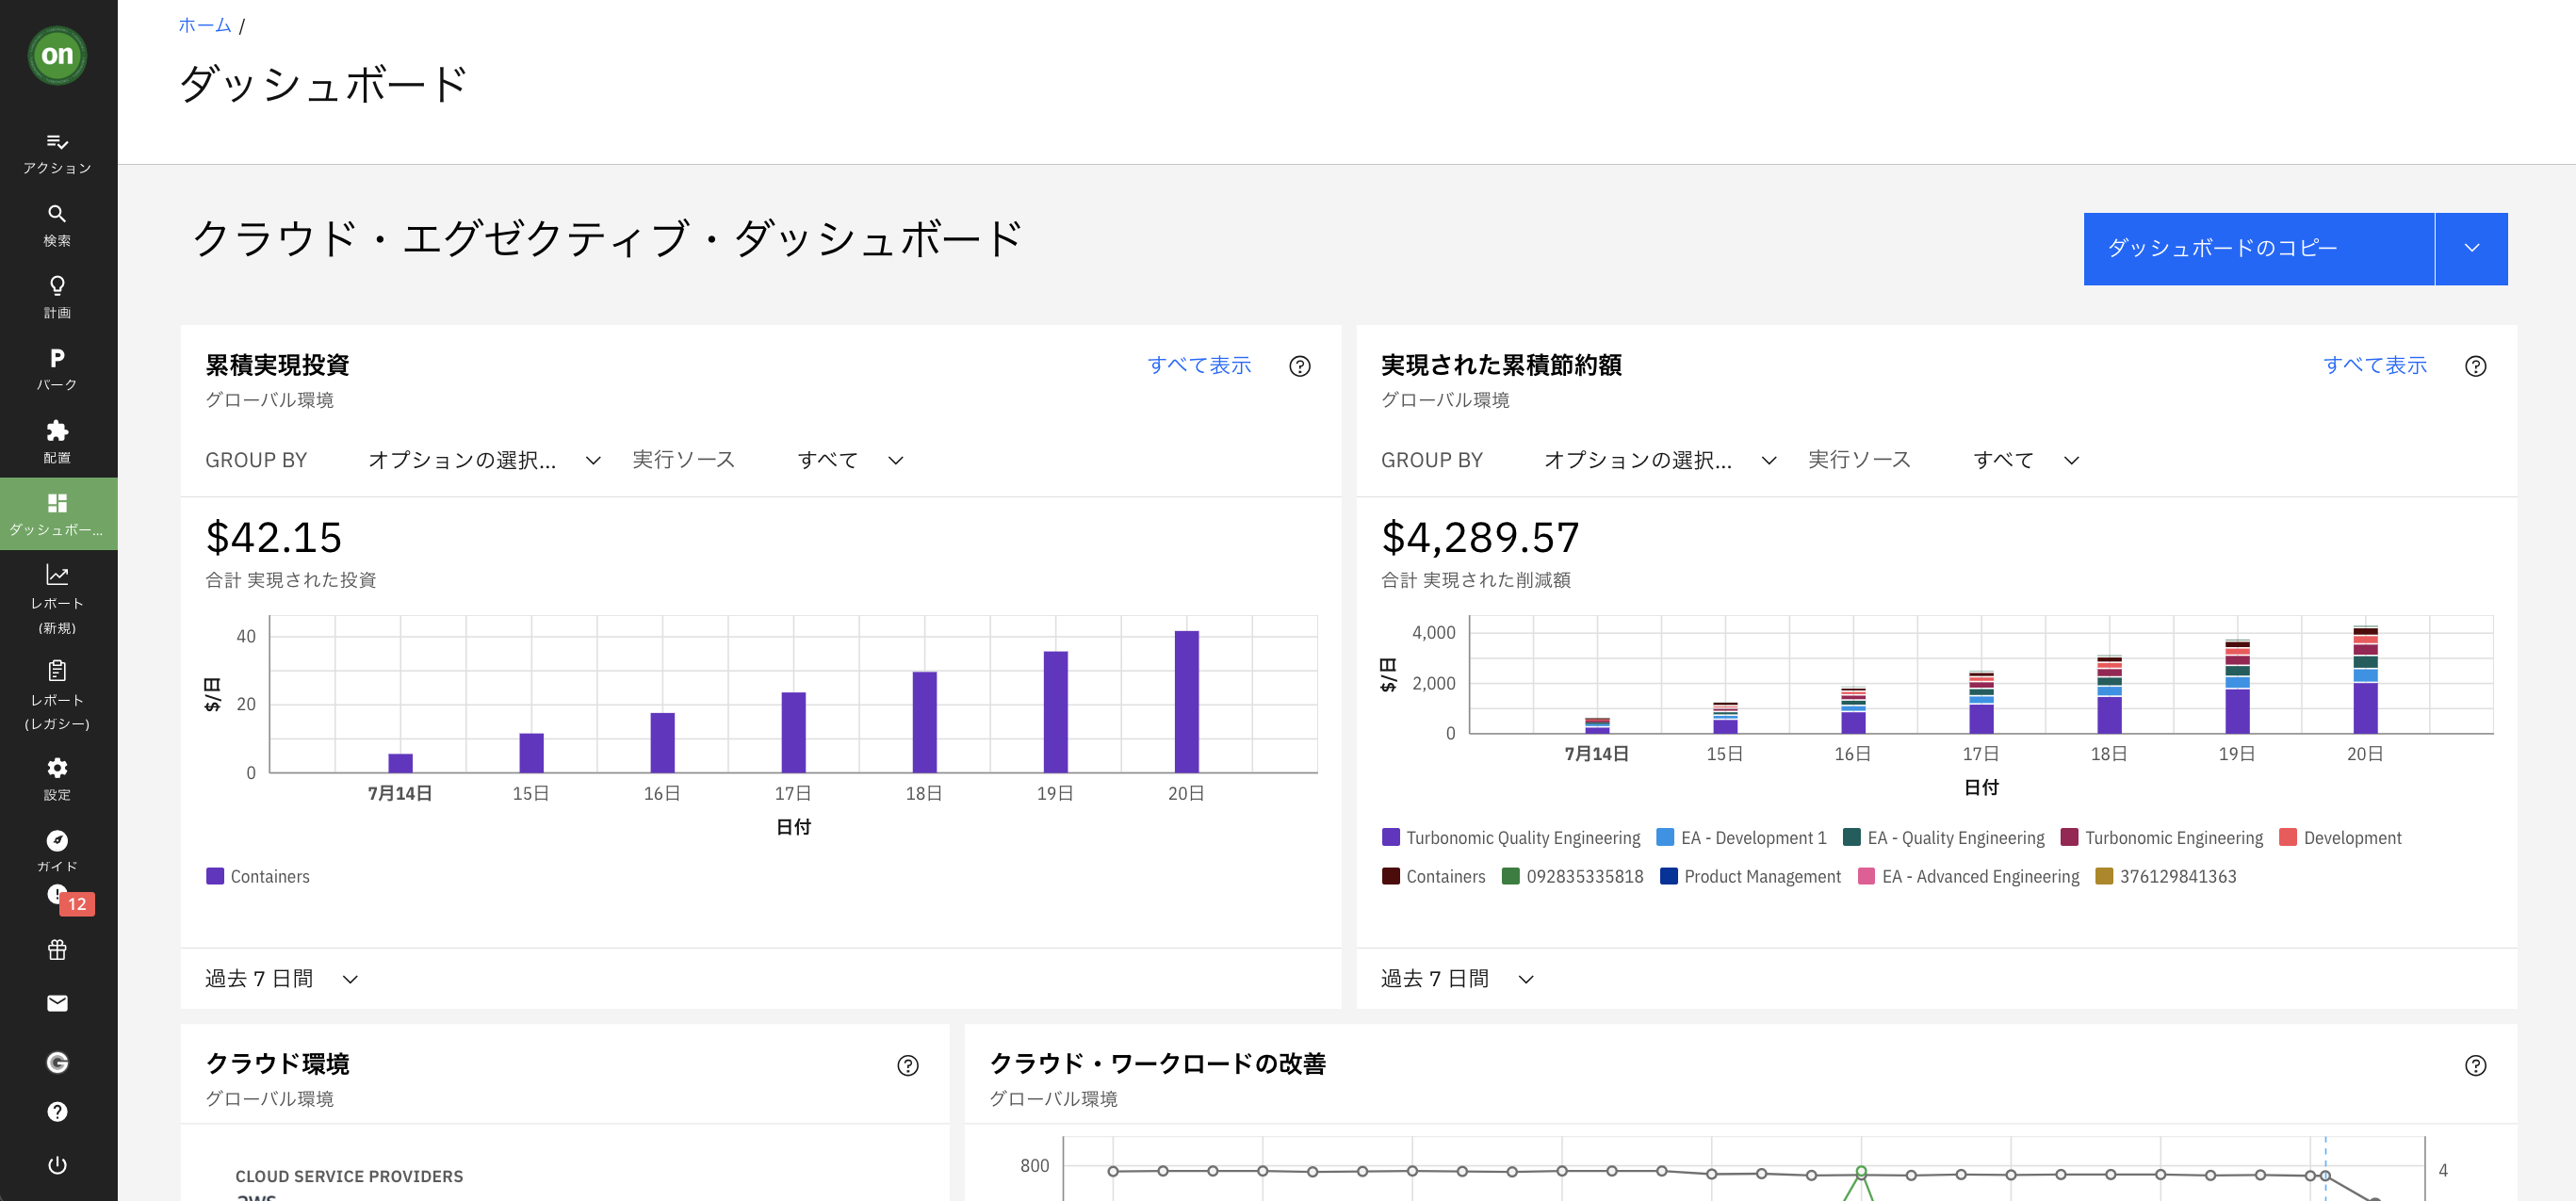 on
アクション
検索
計画
パーク
配置
ダッシュボー...
レポート
(新規)
レポート
(レガシー)
設定
ガイド
12
ホーム /
ダッシュボード
クラウド・エグゼクティブ・ダッシュボード
ダッシュボードのコピー
累積実現投資
すべて表示
グローバル環境
GROUP BY オプションの選択... 実行ソース すべて
$42.15
合計 実現された投資
$/日
40
20
0
7月14日 15日 16日 17日 18日 19日 20日
日付
Containers
過去 7 日間
実現された累積節約額
すべて表示
グローバル環境
GROUP BY オプションの選択... 実行ソース すべて
$4,289.57
合計 実現された削減額
$/日
4,000
2,000
0
7月14日 15日 16日 17日 18日 19日 20日
日付
Turbonomic Quality Engineering EA - Development 1 EA - Quality Engineering Turbonomic Engineering Development
Containers 092835335818 Product Management EA - Advanced Engineering 376129841363
過去 7 日間
クラウド環境
グローバル環境
CLOUD SERVICE PROVIDERS
aws
クラウド・ワークロードの改善
グローバル環境
800
4